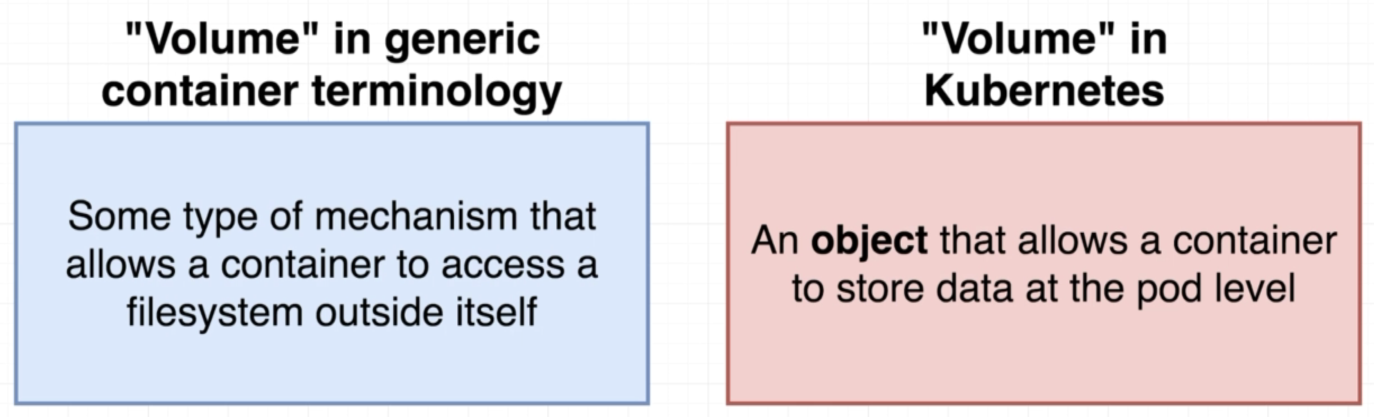 "Volume" in generic
container terminology
Some type of mechanism that
allows a container to access a
filesystem outside itself
"Volume" in
Kubernetes
An object that allows a container
to store data at the pod level